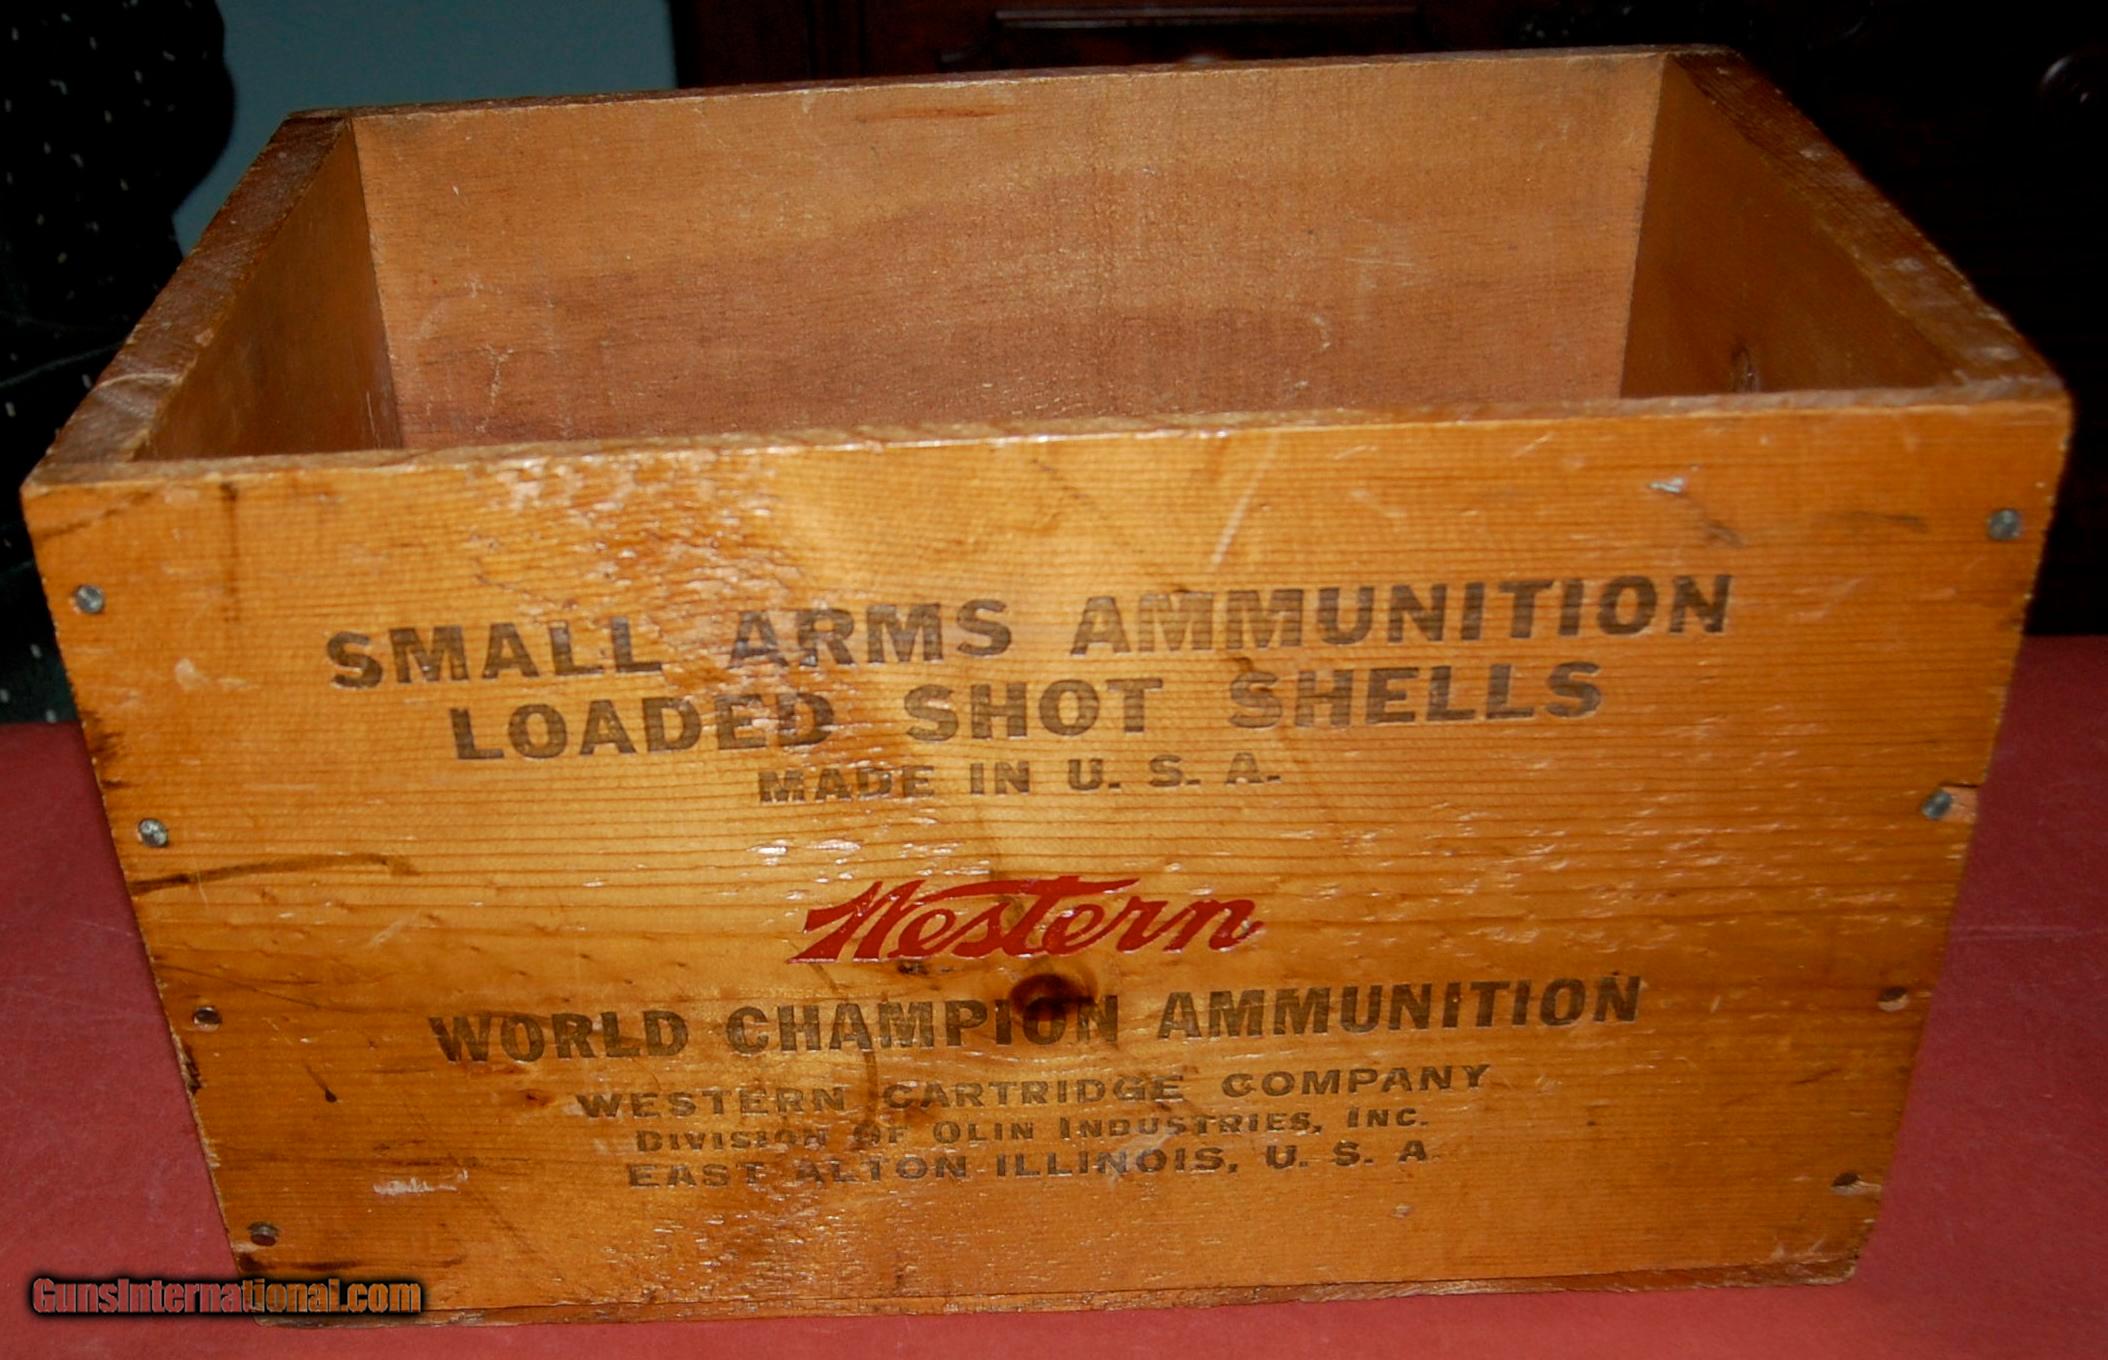 SMALL ARMS AMMUNITION
LOADED SHOT SHELLS
MADE IN U. S. A.
Western
WORLD CHAMPION AMMUNITION
WESTERN CARTRIDGE COMPANY
DIVISION OF OLIN INDUSTRIES, INC.
EAST ALTON ILLINOIS, U. S. A.
GunsInternational.com